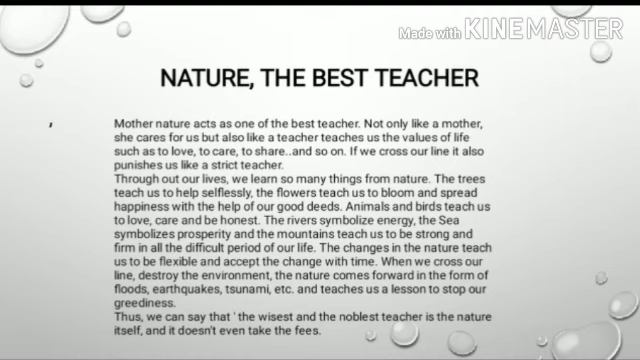 Made with KINEMASTER
NATURE, THE BEST TEACHER
,
Mother nature acts as one of the best teacher. Not only like a mother,
she cares for us but also like a teacher teaches us the values of life
such as to love, to care, to share..and so on. If we cross our line it also
punishes us like a strict teacher.
Through out our lives, we learn so many things from nature. The trees
teach us to help selflessly, the flowers teach us to bloom and spread
happiness with the help of our good deeds. Animals and birds teach us
to love, care and be honest. The rivers symbolize energy, the Sea
symbolizes prosperity and the mountains teach us to be strong and
firm in all the difficult period of our life. The changes in the nature teach
us to be flexible and accept the change with time. When we cross our
line, destroy the environment, the nature comes forward in the form of
floods, earthquakes, tsunami, etc. and teaches us a lesson to stop our
greediness.
Thus, we can say that ' the wisest and the noblest teacher is the nature
itself, and it doesn't even take the fees.